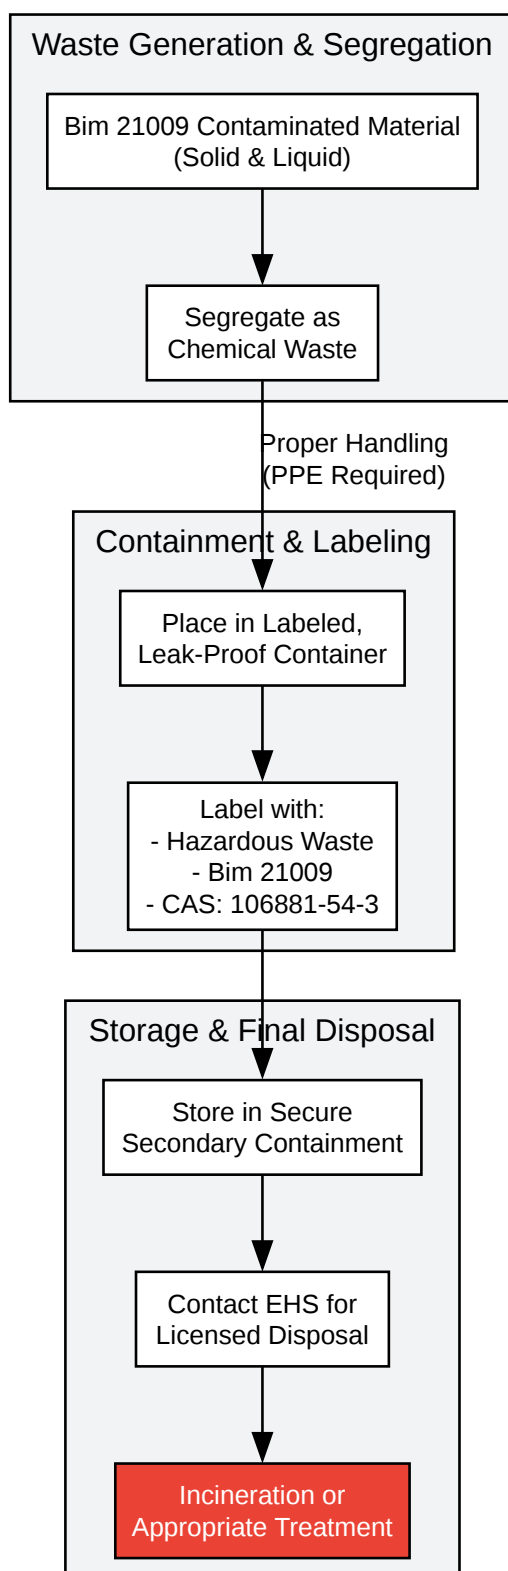 Waste Generation & Segregation
Bim 21009 Contaminated Material
(Solid & Liquid)
Segregate as
Chemical Waste
Proper Handling
(PPE Required)
Containment & Labeling
Place in Labeled,
Leak-Proof Container
Label with:
- Hazardous Waste
- Bim 21009
- CAS: 106881-54-3
Storage & Final Disposal
Store in Secure
Secondary Containment
Contact EHS for
Licensed Disposal
Incineration or
Appropriate Treatment